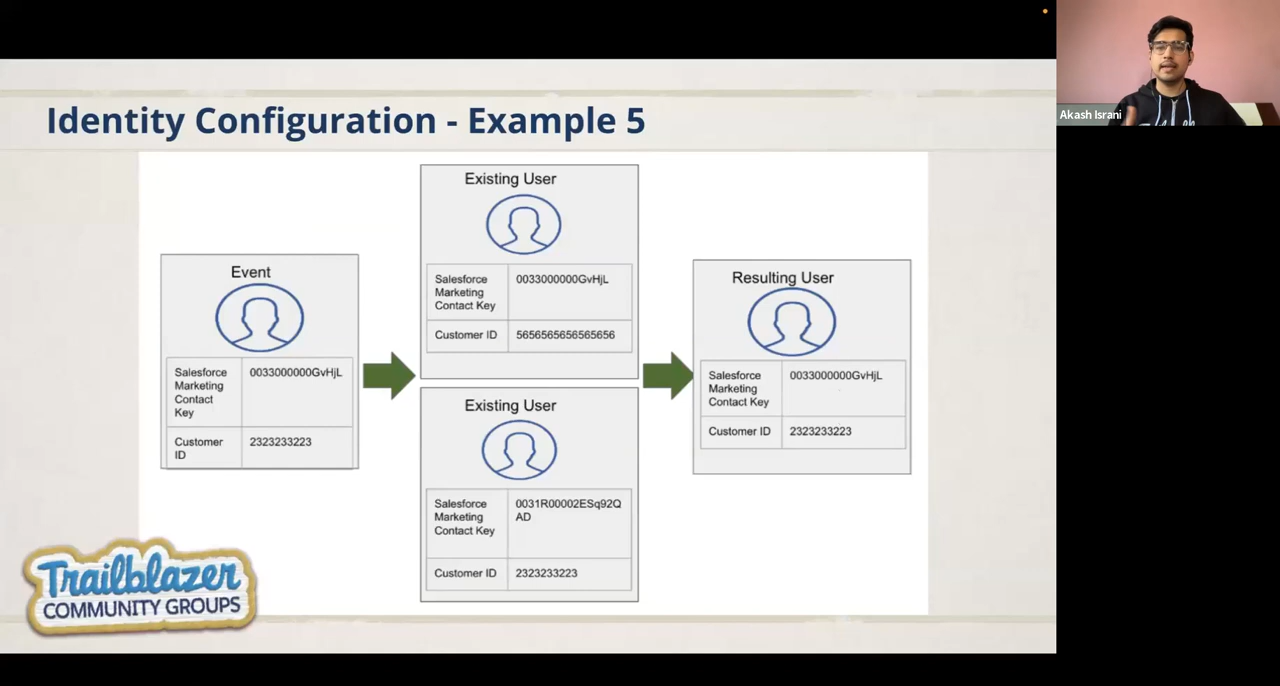 Identity Configuration - Example 5
Akash Israni
Event
Salesforce
Marketing
Contact
Key
0033000000GvHjL
Customer
ID
2323233223
Existing User
Salesforce
Marketing
Contact Key
0033000000GvHjL
Customer ID
5656565656565656
Existing User
Salesforce
Marketing
Contact Key
0031R00002ESq92Q
AD
Customer ID
2323233223
Resulting User
Salesforce
Marketing
Contact Key
0033000000GvHjL
Customer ID
2323233223
Trailblazer
COMMUNITY GROUPS